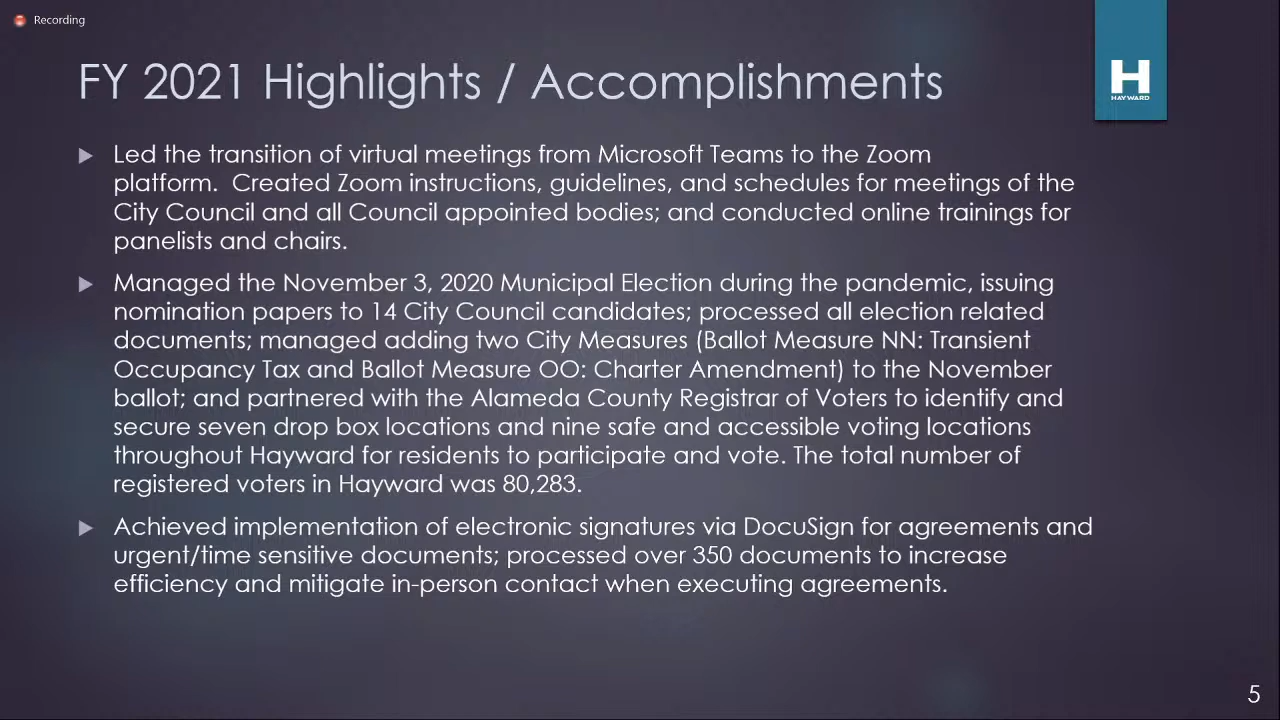 Recording
FY 2021 Highlights / Accomplishments
H
HAYWARD
Led the transition of virtual meetings from Microsoft Teams to the Zoom
platform.  Created Zoom instructions, guidelines, and schedules for meetings of the
City Council and all Council appointed bodies; and conducted online trainings for
panelists and chairs.
Managed the November 3, 2020 Municipal Election during the pandemic, issuing
nomination papers to 14 City Council candidates; processed all election related
documents; managed adding two City Measures (Ballot Measure NN: Transient
Occupancy Tax and Ballot Measure OO: Charter Amendment) to the November
ballot; and partnered with the Alameda County Registrar of Voters to identify and
secure seven drop box locations and nine safe and accessible voting locations
throughout Hayward for residents to participate and vote. The total number of
registered voters in Hayward was 80,283.
Achieved implementation of electronic signatures via DocuSign for agreements and
urgent/time sensitive documents; processed over 350 documents to increase
efficiency and mitigate in-person contact when executing agreements.
5